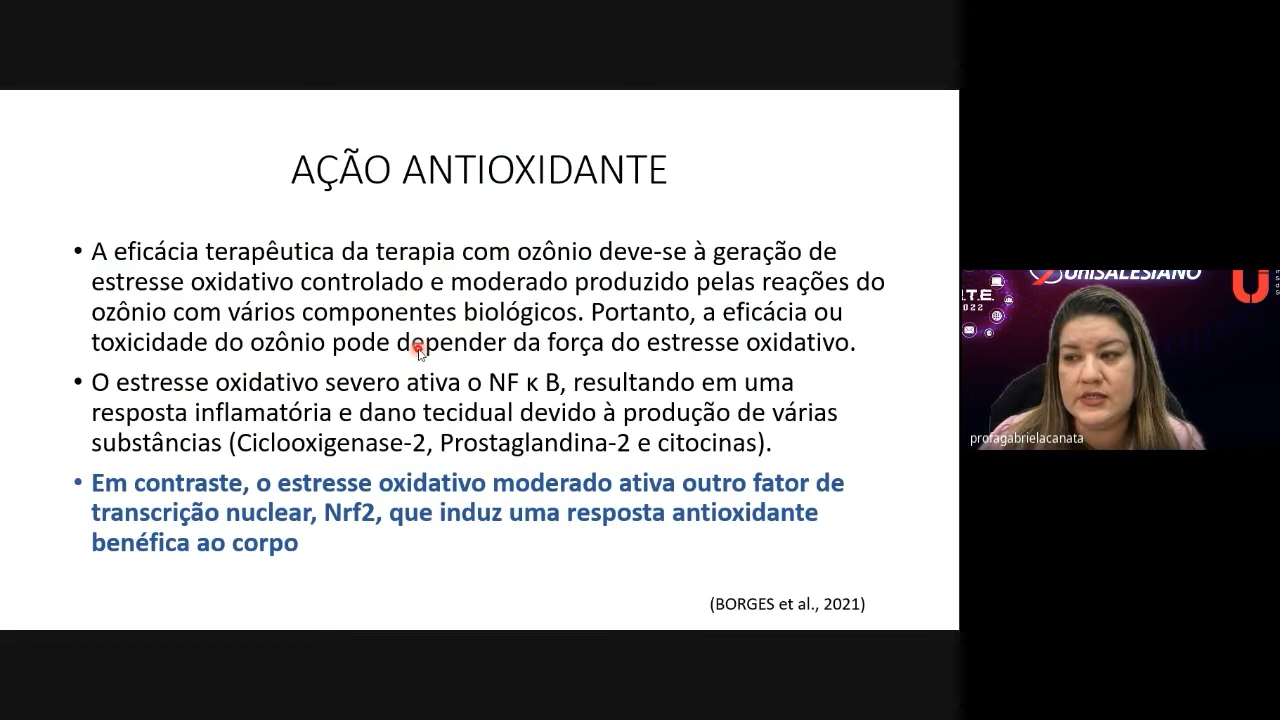 AÇÃO ANTIOXIDANTE
• A eficácia terapêutica da terapia com ozônio deve-se à geração de
estresse oxidativo controlado e moderado produzido pelas reações do
ozônio com vários componentes biológicos. Portanto, a eficácia ou
toxicidade do ozônio pode depender da força do estresse oxidativo.
• O estresse oxidativo severo ativa o NF κ B, resultando em uma
resposta inflamatória e dano tecidual devido à produção de várias
substâncias (Ciclooxigenase-2, Prostaglandina-2 e citocinas).
• Em contraste, o estresse oxidativo moderado ativa outro fator de
transcrição nuclear, Nrf2, que induz uma resposta antioxidante
benéfica ao corpo
(BORGES et al., 2021)
UNISALESIANO
.T.E.
2022
profagabrielacanata